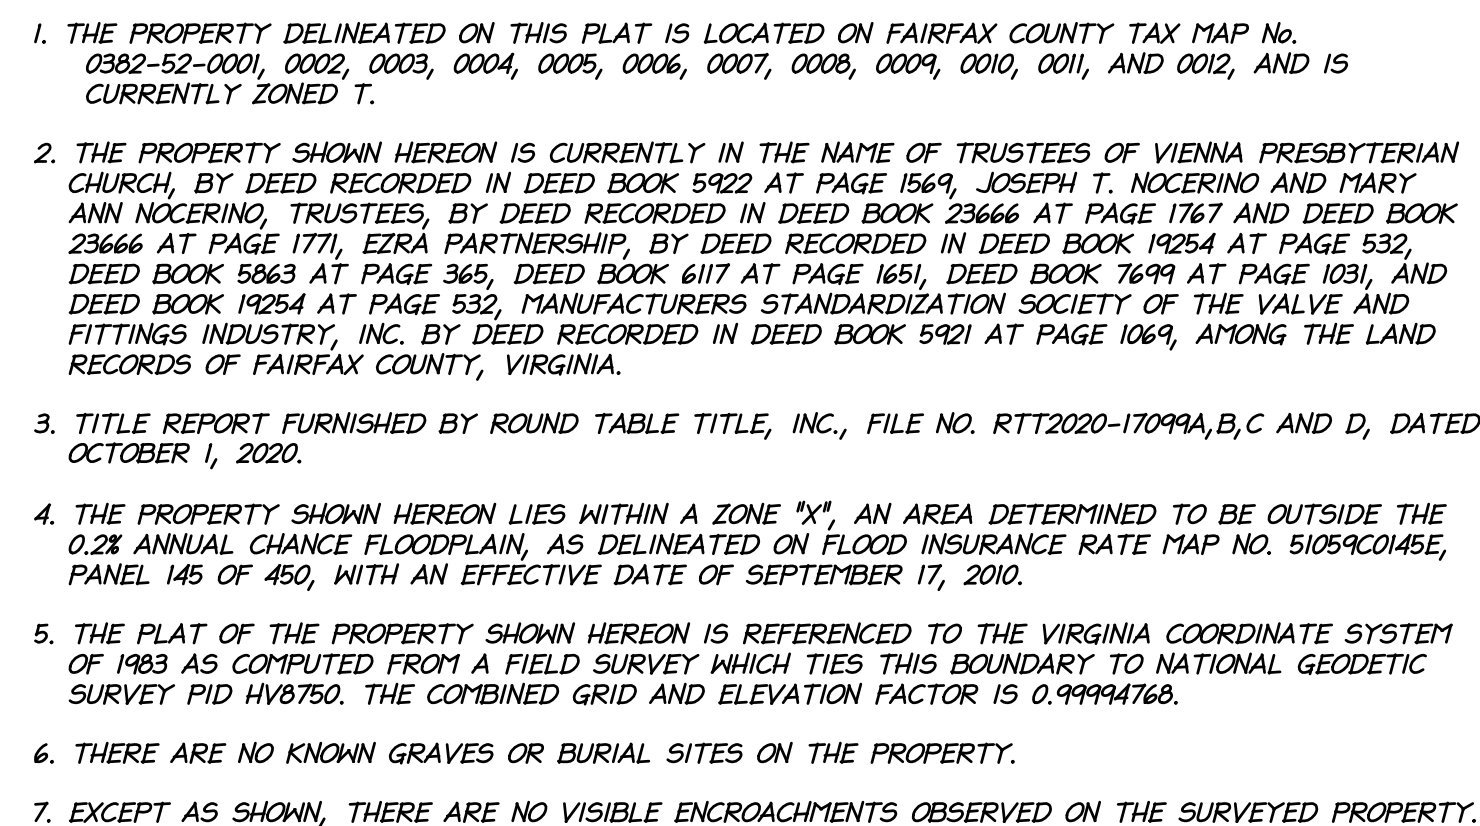 1. THE PROPERTY DELINEATED ON THIS PLAT IS LOCATED ON FAIRFAX COUNTY TAX MAP No.
0382-52-0001, 0002, 0003, 0004, 0005, 0006, 0007, 0008, 0009, 0010, 0011, AND 0012, AND IS
CURRENTLY ZONED T.
2. THE PROPERTY SHOWN HEREON IS CURRENTLY IN THE NAME OF TRUSTEES OF VIENNA PRESBYTERIAN
CHURCH, BY DEED RECORDED IN DEED BOOK 5922 AT PAGE 1569, JOSEPH T. NOCERINO AND MARY
ANN NOCERINO, TRUSTEES, BY DEED RECORDED IN DEED BOOK 23666 AT PAGE 1767 AND DEED BOOK
23666 AT PAGE 1771, EZRA PARTNERSHIP, BY DEED RECORDED IN DEED BOOK 19254 AT PAGE 532,
DEED BOOK 5863 AT PAGE 365, DEED BOOK 6117 AT PAGE 1651, DEED BOOK 7699 AT PAGE 1031, AND
DEED BOOK 19254 AT PAGE 532, MANUFACTURERS STANDARDIZATION SOCIETY OF THE VALVE AND
FITTINGS INDUSTRY, INC. BY DEED RECORDED IN DEED BOOK 5921 AT PAGE 1069, AMONG THE LAND
RECORDS OF FAIRFAX COUNTY, VIRGINIA.
3. TITLE REPORT FURNISHED BY ROUND TABLE TITLE, INC., FILE NO. RTT2020-17099A,B,C AND D, DATED
OCTOBER 1, 2020.
4. THE PROPERTY SHOWN HEREON LIES WITHIN A ZONE "X", AN AREA DETERMINED TO BE OUTSIDE THE
0.2% ANNUAL CHANCE FLOODPLAIN, AS DELINEATED ON FLOOD INSURANCE RATE MAP NO. 51059C0145E,
PANEL 145 OF 450, WITH AN EFFECTIVE DATE OF SEPTEMBER 17, 2010.
5. THE PLAT OF THE PROPERTY SHOWN HEREON IS REFERENCED TO THE VIRGINIA COORDINATE SYSTEM
OF 1983 AS COMPUTED FROM A FIELD SURVEY WHICH TIES THIS BOUNDARY TO NATIONAL GEODETIC
SURVEY PID HV8750. THE COMBINED GRID AND ELEVATION FACTOR IS 0.99994768.
6. THERE ARE NO KNOWN GRAVES OR BURIAL SITES ON THE PROPERTY.
7. EXCEPT AS SHOWN, THERE ARE NO VISIBLE ENCROACHMENTS OBSERVED ON THE SURVEYED PROPERTY.